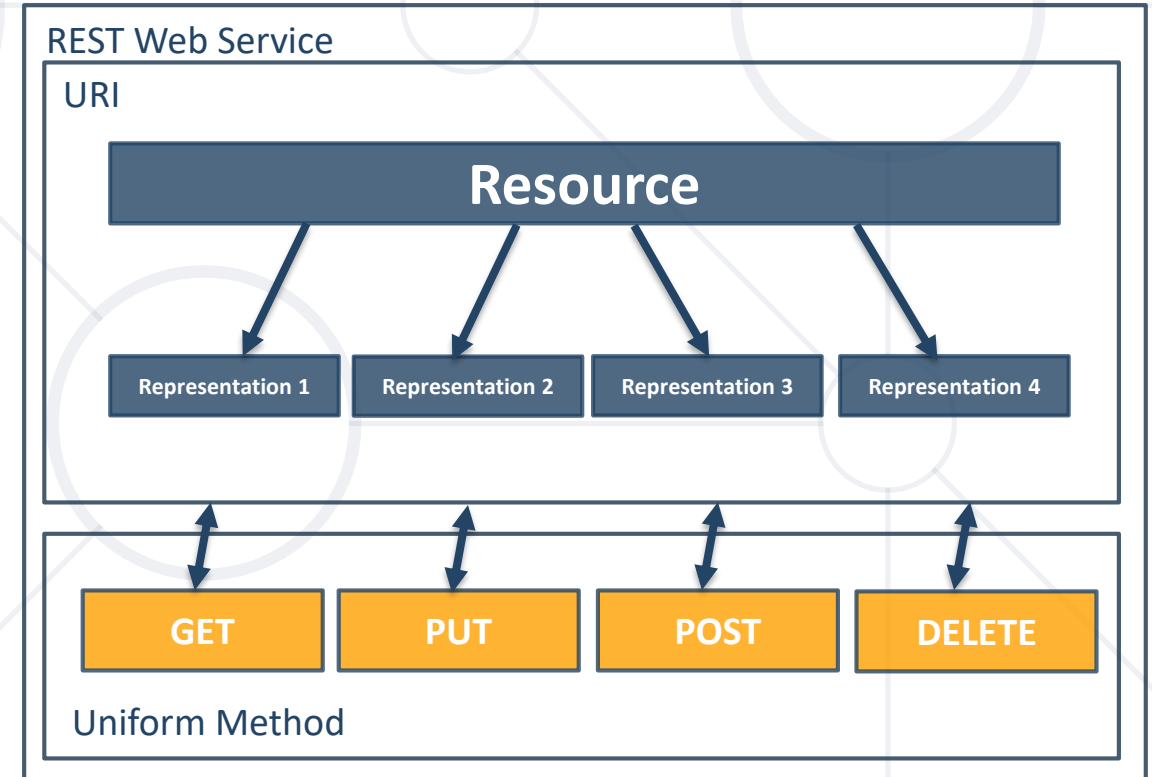 REST Web Service
URI
Resource
Representation 1
Representation 2
Representation 3
Representation 4
GET
PUT
POST
DELETE
Uniform Method